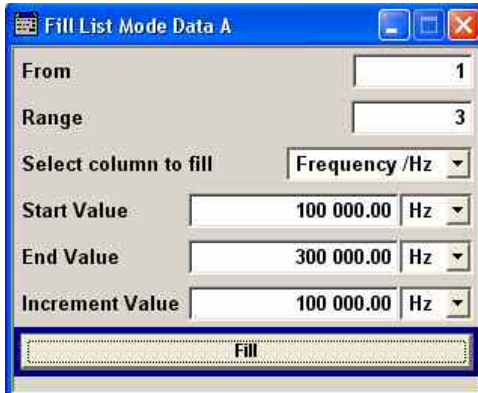 Fill List Mode Data A
From 1
Range 3
Select column to fill Frequency /Hz
Start Value 100 000.00 Hz
End Value 300 000.00 Hz
Increment Value 100 000.00 Hz
Fill